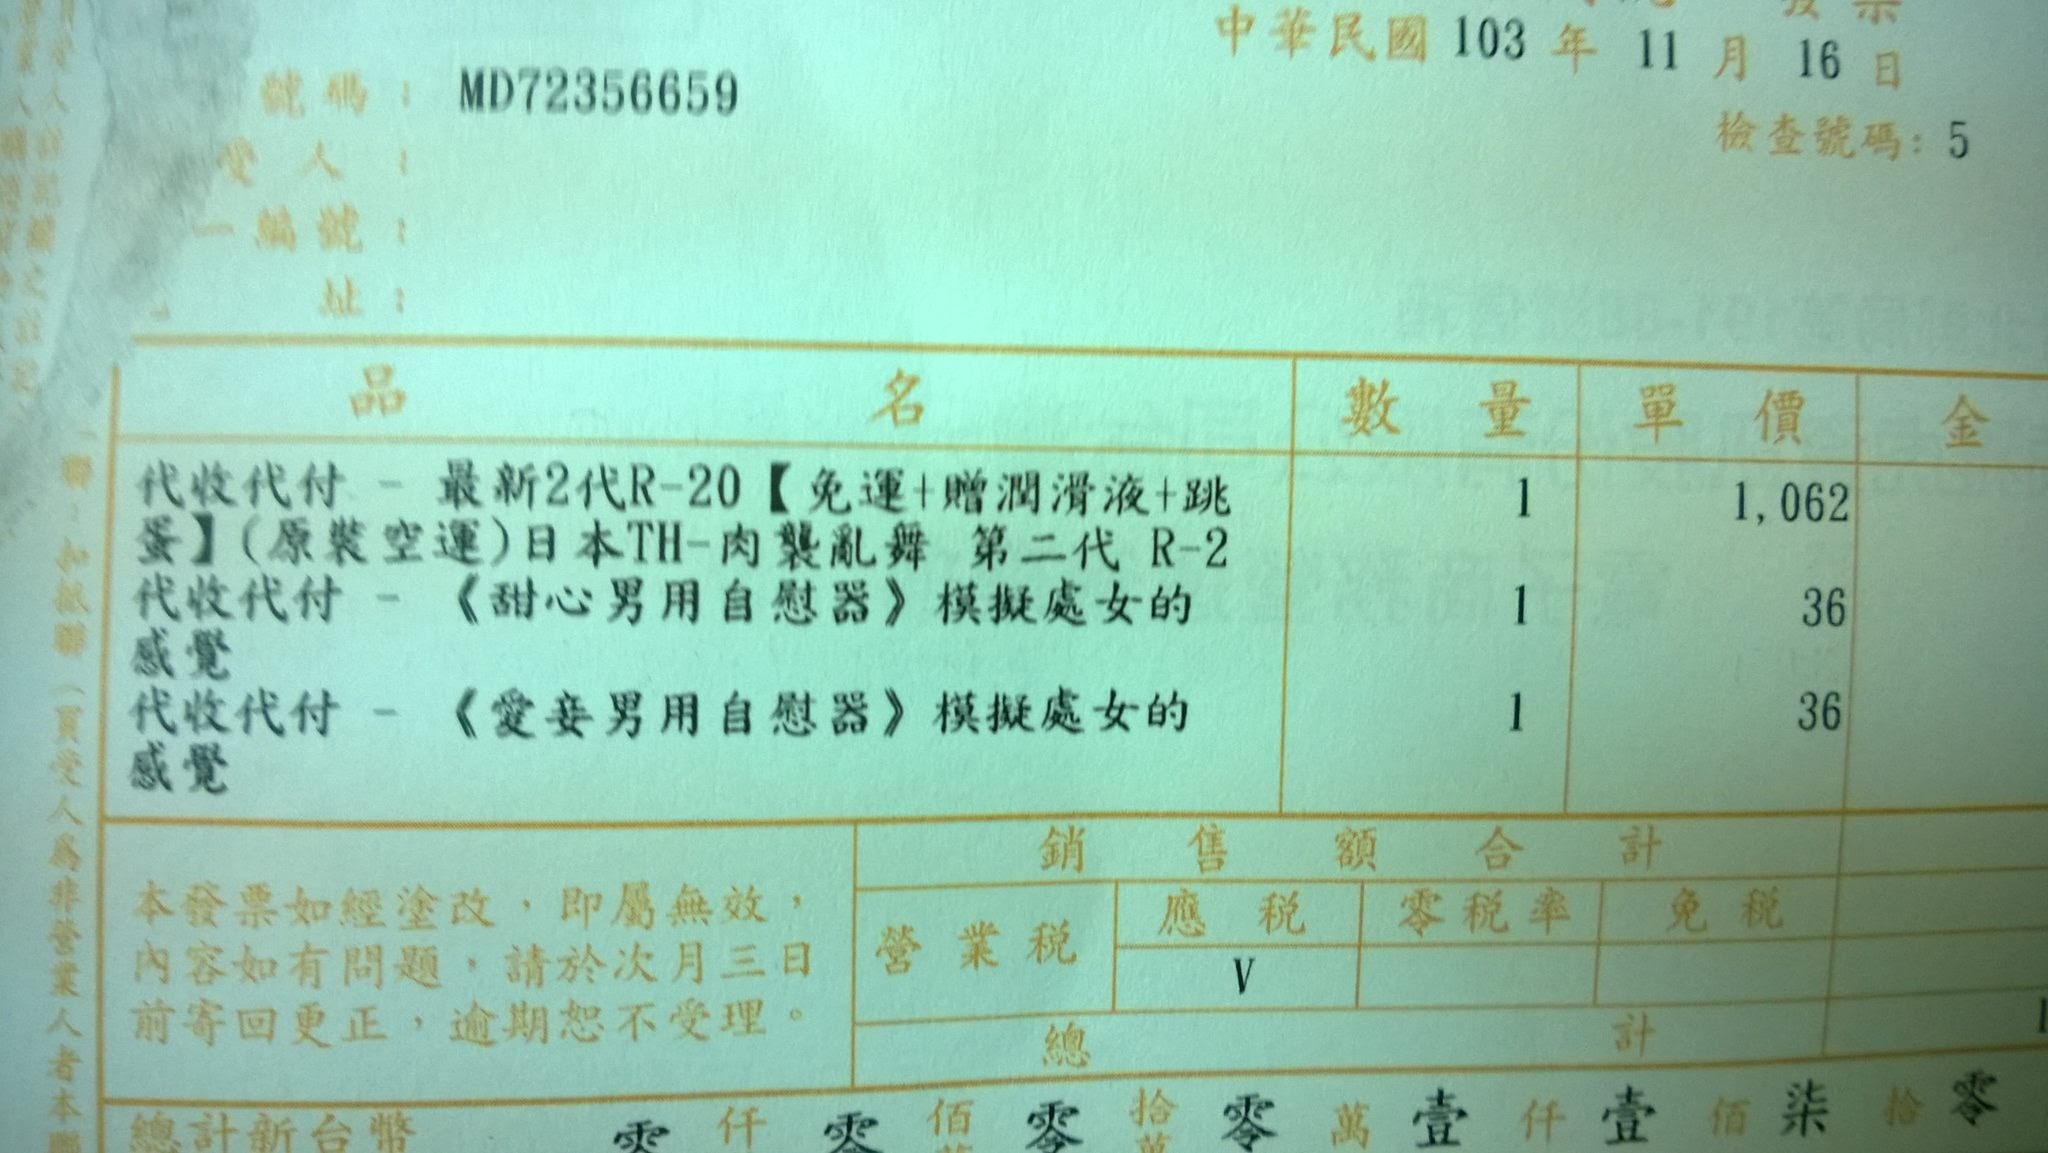 中華民國 103 年 11 月 16 日
號碼： MD72356659
檢查號碼：5
受人：
一編號：
址：
品名 數量 單價 金
代收代付 - 最新2代R-20【免運+贈潤滑液+跳 1 1,062
蛋】(原裝空運)日本TH-肉襲亂舞 第二代 R-2
代收代付 - 《甜心男用自慰器》模擬處女的 1 36
感覺
代收代付 - 《愛妾男用自慰器》模擬處女的 1 36
感覺
銷售額合計
本發票如經塗改，即屬無效，
內容如有問題，請於次月三日
前寄回更正，逾期恕不受理。
營業稅 應稅 零稅率 免稅
V
總計
總計新台幣 零 仟 零 佰 零 拾 零 萬 壹 仟 壹 佰 柒 拾 零